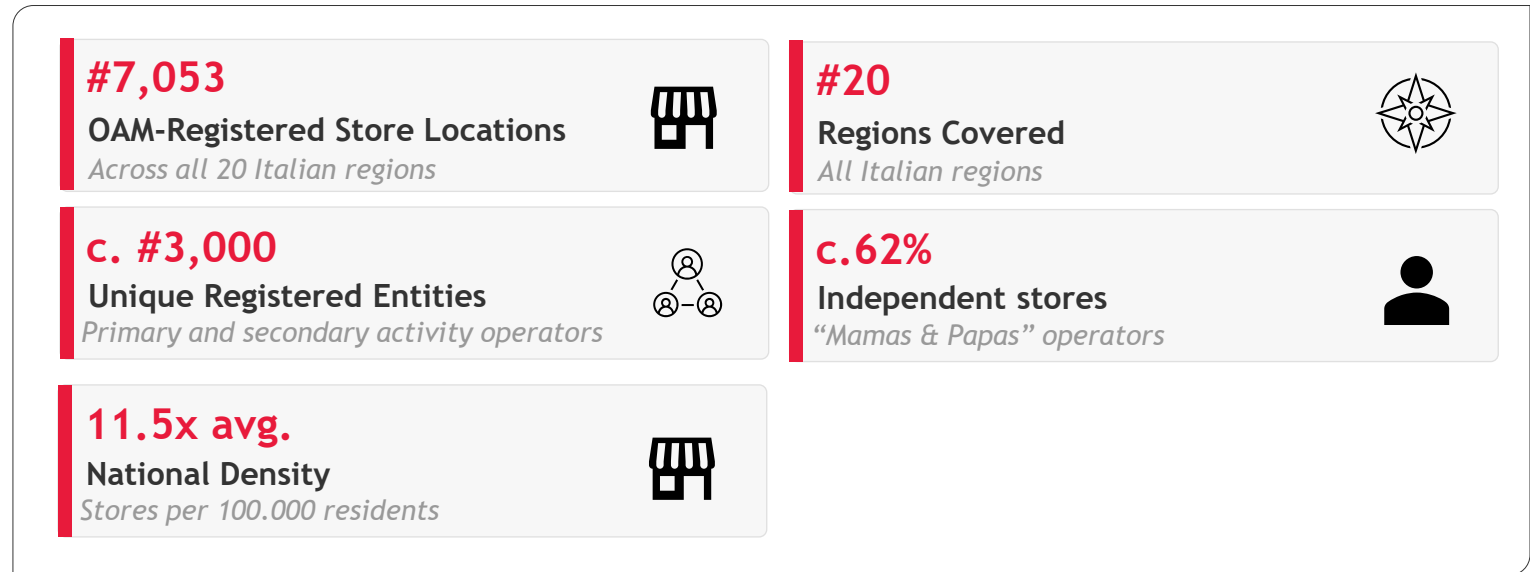 #7,053
OAM-Registered Store Locations
Across all 20 Italian regions
#20
Regions Covered
All Italian regions
c. #3,000
Unique Registered Entities
Primary and secondary activity operators
c.62%
Independent stores
“Mamas & Papas” operators
11.5x avg.
National Density
Stores per 100.000 residents